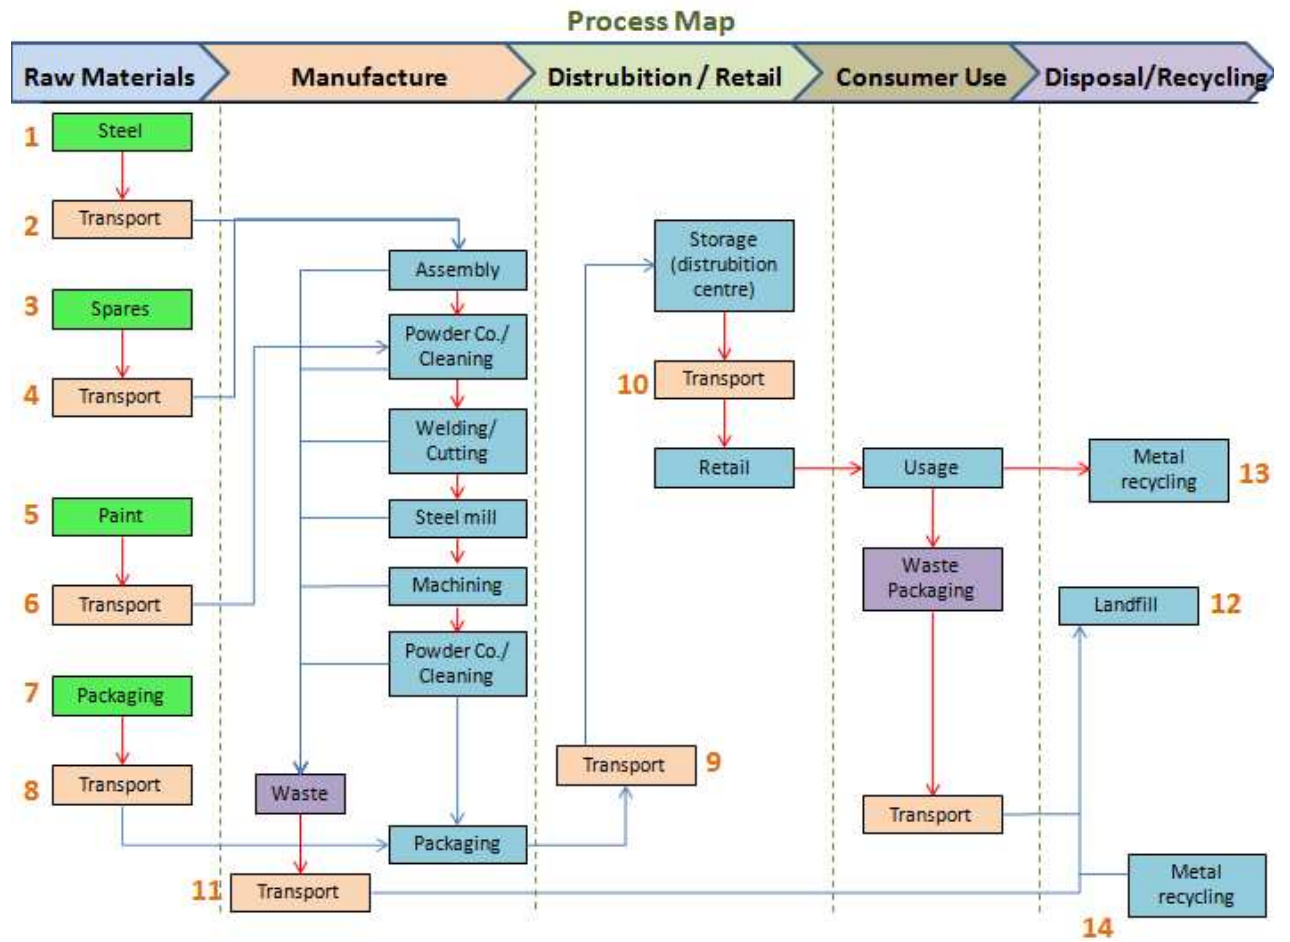 Process Map
Raw Materials
Manufacture
Distrubition / Retail
Consumer Use
Disposal/Recycling
1
Steel
2
Transport
3
Spares
4
Transport
5
Paint
6
Transport
7
Packaging
8
Transport
Assembly
Powder Co./
Cleaning
Welding/
Cutting
Steel mill
Machining
Powder Co./
Cleaning
Waste
Packaging
11
Transport
Storage
(distrubition
centre)
10
Transport
Retail
Transport
9
Usage
Waste
Packaging
Transport
Metal
recycling
13
Landfill
12
Metal
recycling
14